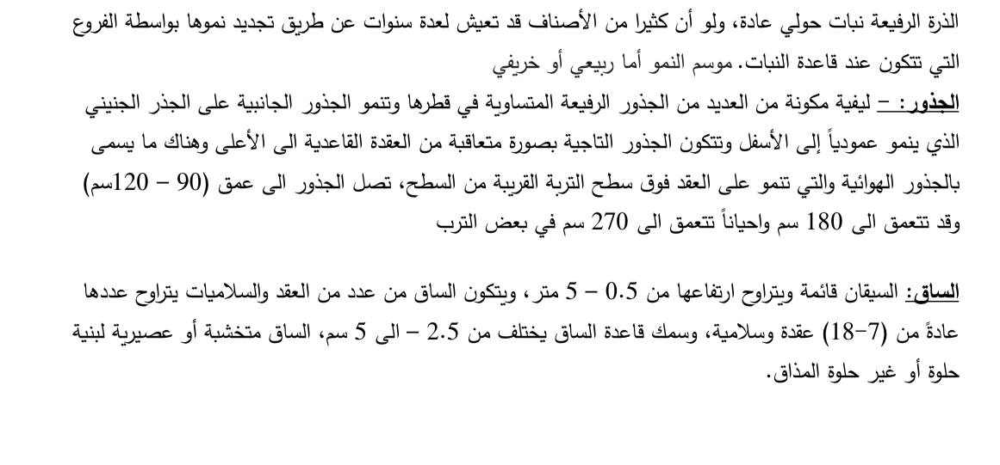 الذرة الرفيعة نبات حولي عادة، ولو أن كثيرا من الأصناف قد تعيش لعدة سنوات عن طريق تجديد نموها بواسطة الفروع
التي تتكون عند قاعدة النبات. موسم النمو أما ربيعي أو خريفي
الجذور: – ليفية مكونة من العديد من الجذور الرفيعة المتساوية في قطرها وتنمو الجذور الجانبية على الجذر الجنيني
الذي ينمو عمودياً إلى الأسفل وتتكون الجذور التاجية بصورة متعاقبة من العقدة القاعدية الى الأعلى وهناك ما يسمى
بالجذور الهوائية والتي تنمو على العقد فوق سطح التربة القريبة من السطح، تصل الجذور الى عمق (90 – 120سم)
وقد تتعمق الى 180 سم واحياناً تتعمق الى 270 سم في بعض الترب
الساق: السيقان قائمة ويتراوح ارتفاعها من 0.5 – 5 متر، ويتكون الساق من عدد من العقد والسلاميات يتراوح عددها
عادةً من (7-18) عقدة وسلامية، وسمك قاعدة الساق يختلف من 2.5 – الى 5 سم، الساق متخشبة أو عصيرية لبنية
حلوة أو غير حلوة المذاق.